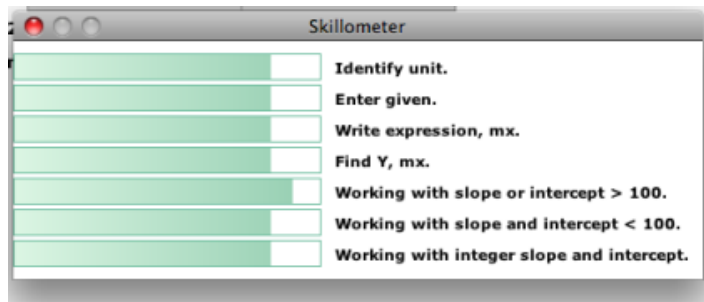 Skillometer
Identify unit.
Enter given.
Write expression, mx.
Find Y, mx.
Working with slope or intercept > 100.
Working with slope and intercept < 100.
Working with integer slope and intercept.